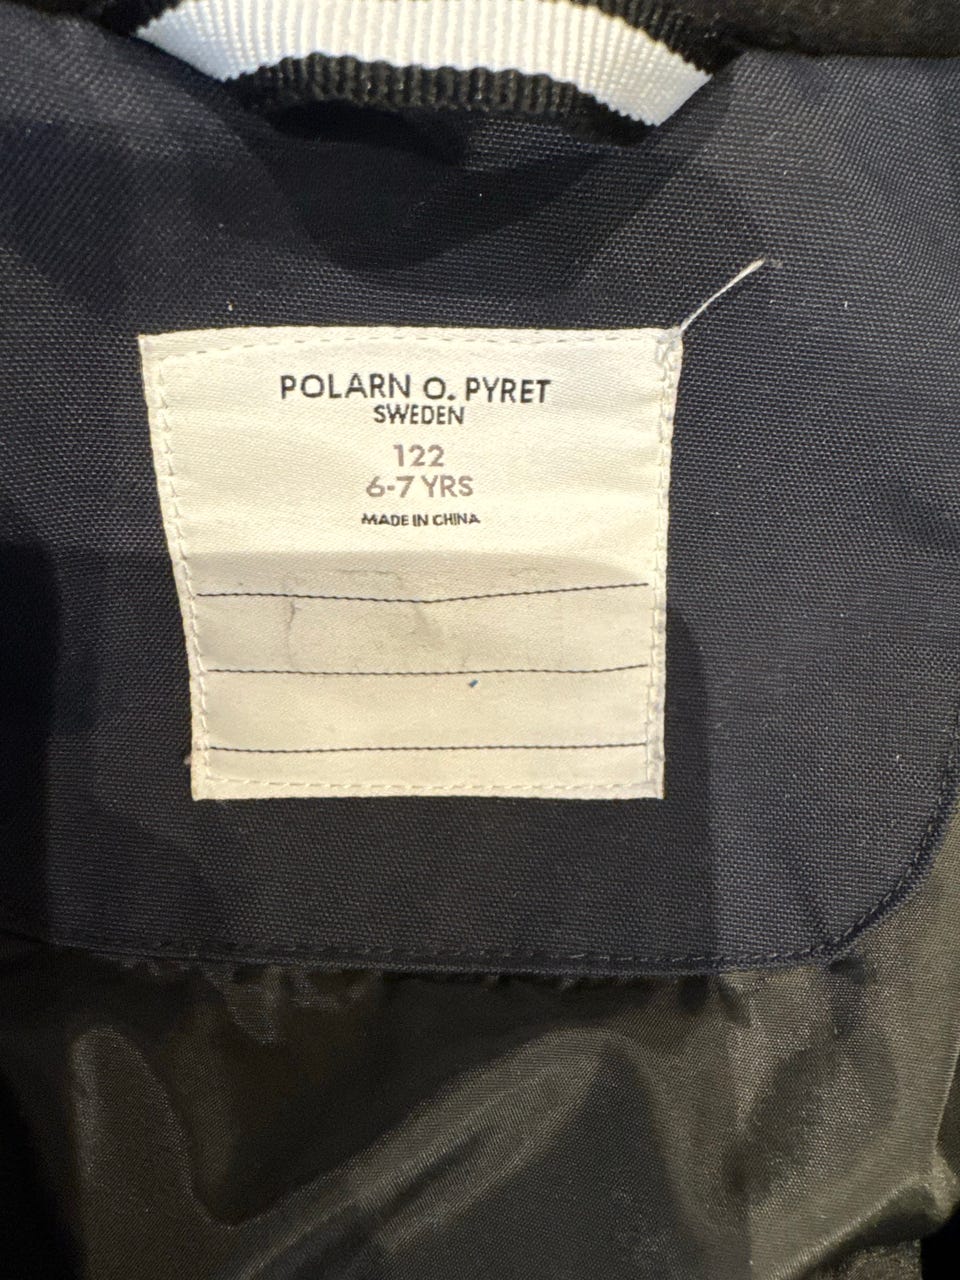 POLARN O. PYRET
SWEDEN
122
6-7 YRS
MADE IN CHINA